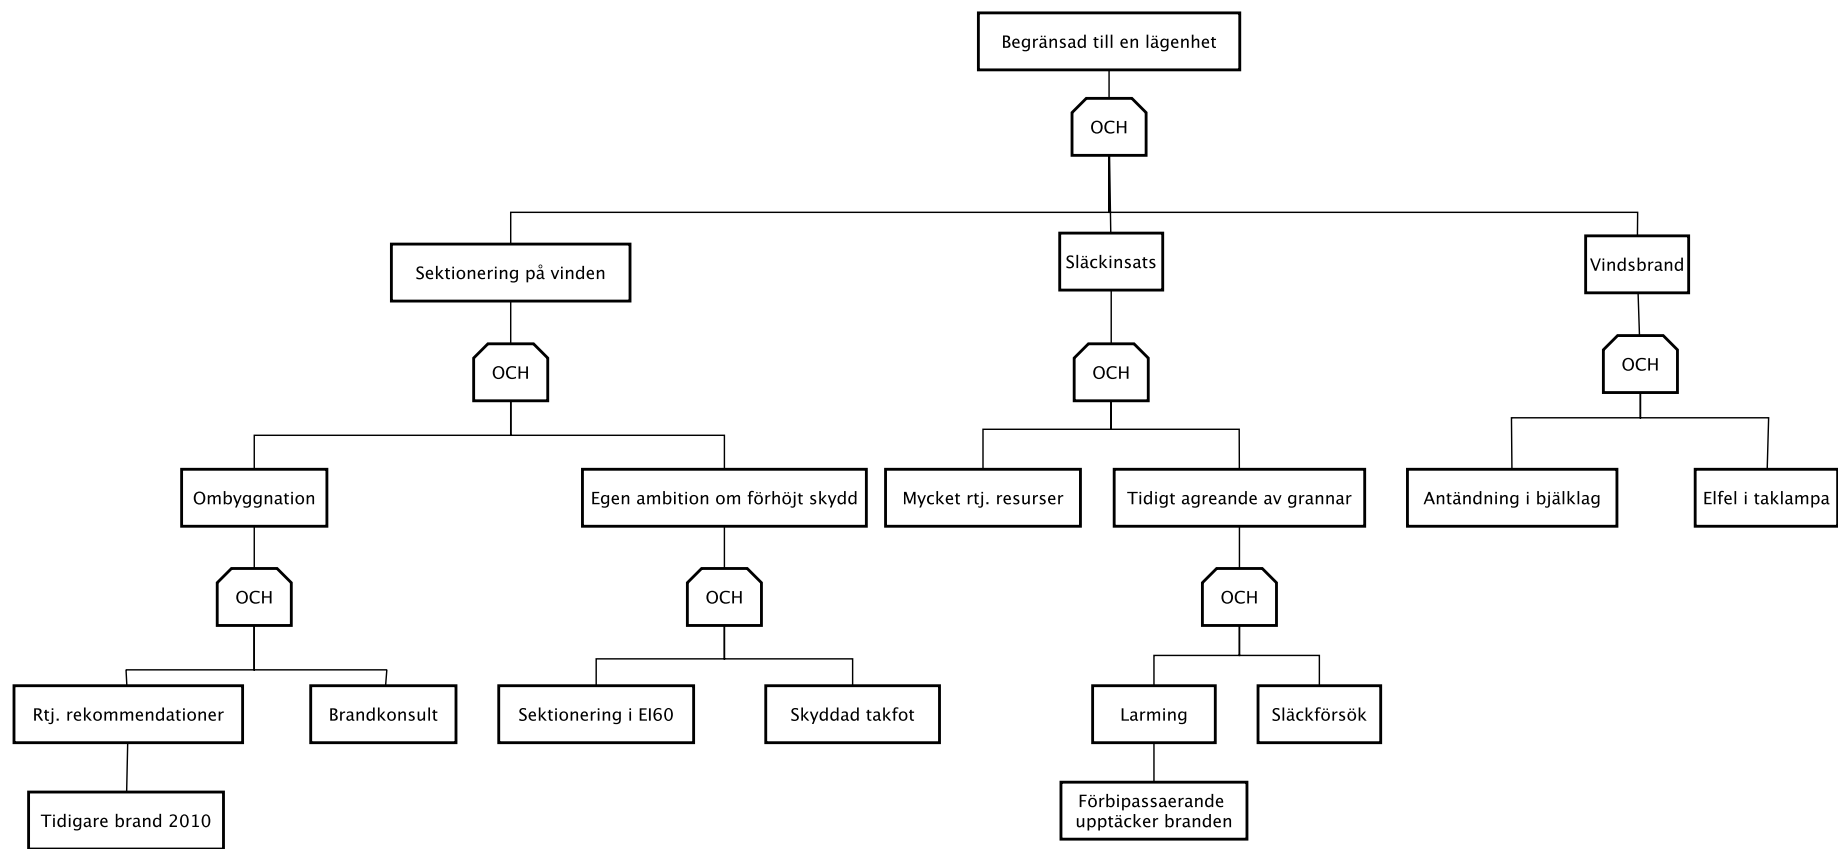 Begränsad till en lägenhet
OCH
Sektionering på vinden
Släckinsats
Vindsbrand
OCH
OCH
OCH
Ombyggnation
Egen ambition om förhöjt skydd
Mycket rtj. resurser
Tidigt agreande av grannar
Antändning i bjälklag
Elfel i taklampa
OCH
OCH
OCH
Rtj. rekommendationer
Brandkonsult
Sektionering i EI60
Skyddad takfot
Larming
Släckförsök
Tidigare brand 2010
Förbipassaerande
upptäcker branden